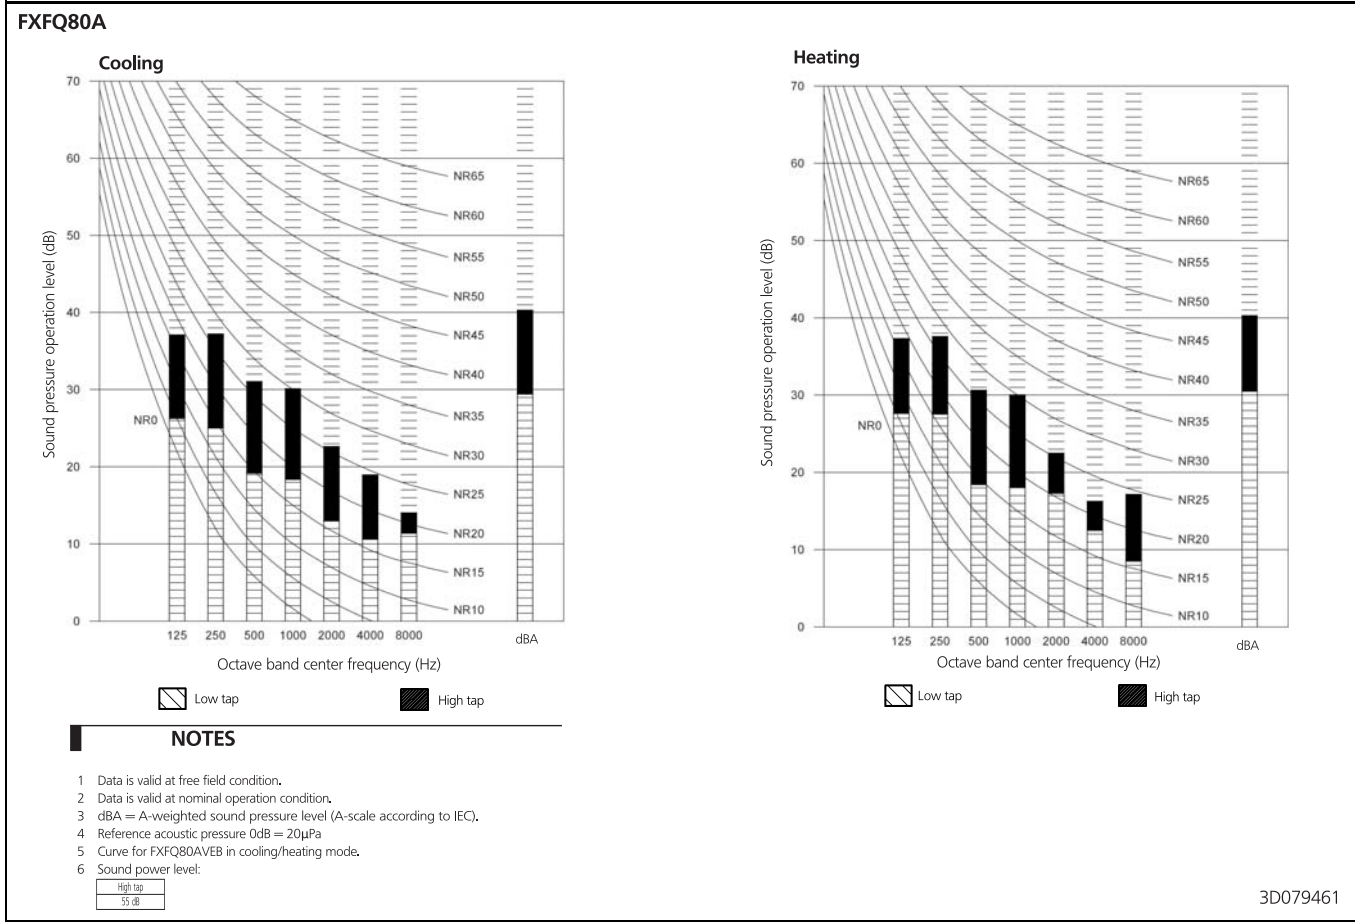 FXFQ80A
Cooling
70
60
50
40
30
20
10
0
Sound pressure operation level (dB)
NR65
NR60
NR55
NR50
NR45
NR40
NR35
NR30
NR25
NR20
NR15
NR10
NR0
125 250 500 1000 2000 4000 8000 dBA
Octave band center frequency (Hz)
Low tap High tap
Heating
70
60
50
40
30
20
10
0
Sound pressure operation level (dB)
NR65
NR60
NR55
NR50
NR45
NR40
NR35
NR30
NR25
NR20
NR15
NR10
NR0
125 250 500 1000 2000 4000 8000 dBA
Octave band center frequency (Hz)
Low tap High tap
NOTES
1 Data is valid at free field condition.
2 Data is valid at nominal operation condition.
3 dBA = A-weighted sound pressure level (A-scale according to IEC).
4 Reference acoustic pressure 0dB = 20μPa
5 Curve for FXFQ80AVEB in cooling/heating mode.
6 Sound power level:
High tap
55 dB
3D079461